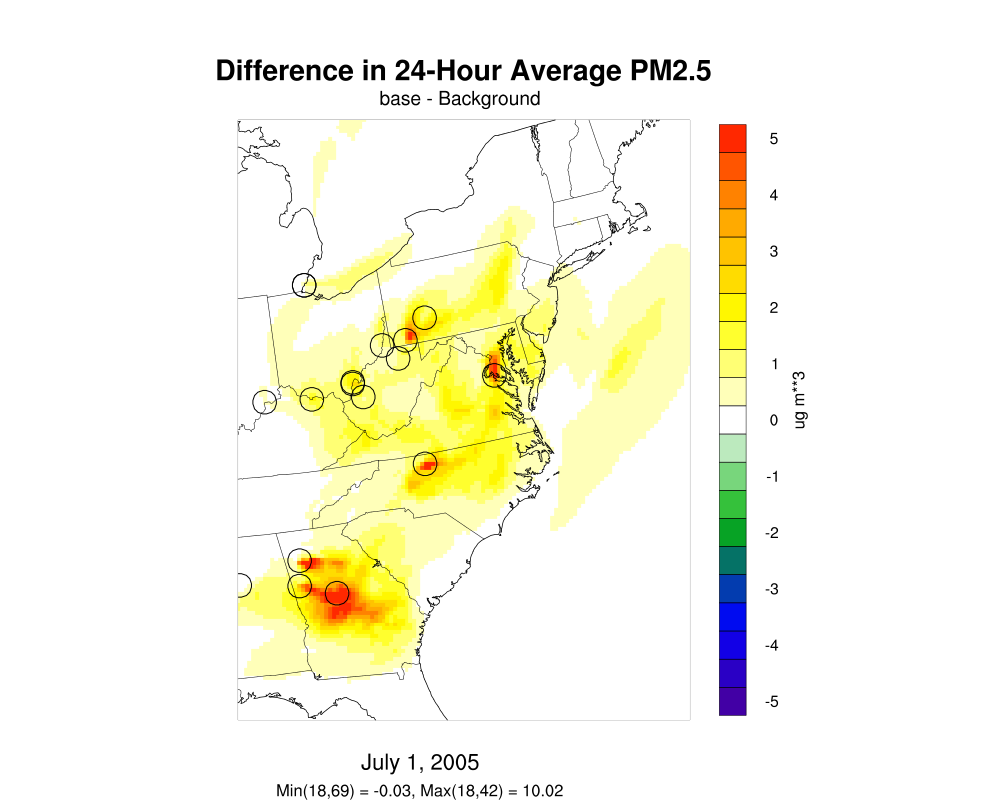 Difference in 24-Hour Average PM2.5
base - Background
5
4
3
2
1
0
-1
-2
-3
-4
-5
ug m**3
July 1, 2005
Min(18,69) = -0.03, Max(18,42) = 10.02